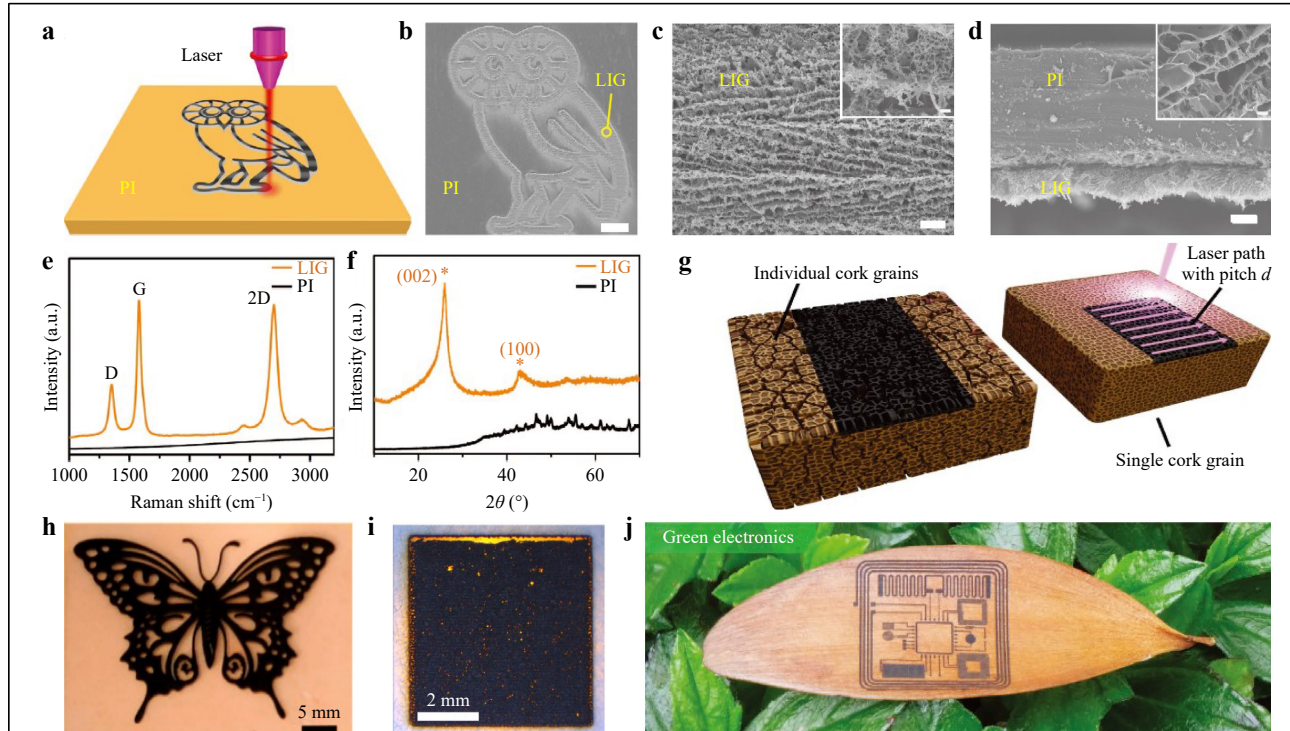 a
Laser
PI
b
LIG
PI
c
LIG
d
PI
LIG
e
LIG
PI
G
2D
D
Intensity (a.u.)
1000 1500 2000 2500 3000
Raman shift (cm⁻¹)
f
LIG
PI
(002) *
(100)
*
Intensity (a.u.)
20 40 60
2θ (°)
g
Individual cork grains
Laser path
with pitch d
Single cork grain
h
5 mm
i
2 mm
j
Green electronics